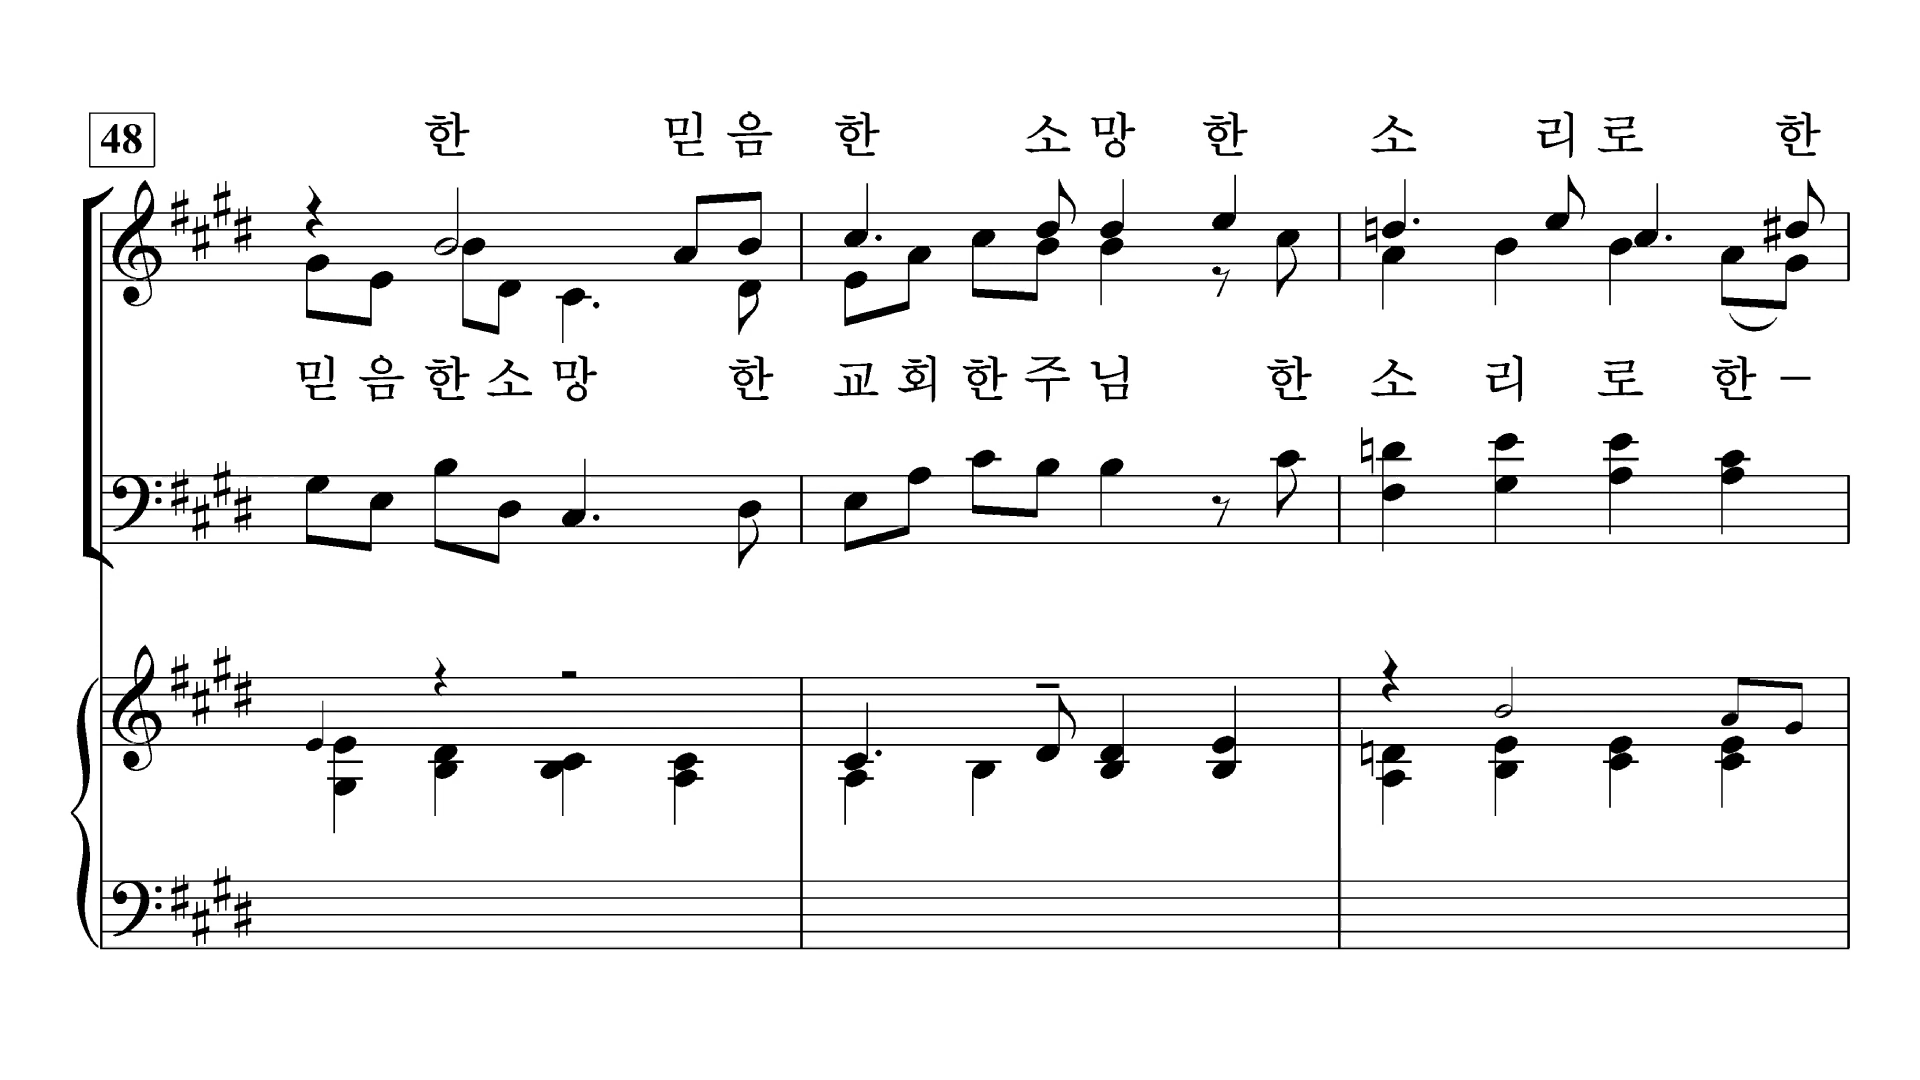 48
한 믿 음 한 소 망 한 소 리 로 한
믿 음 한 소 망 한 교 회 한 주 님 한 소 리 로 한 –